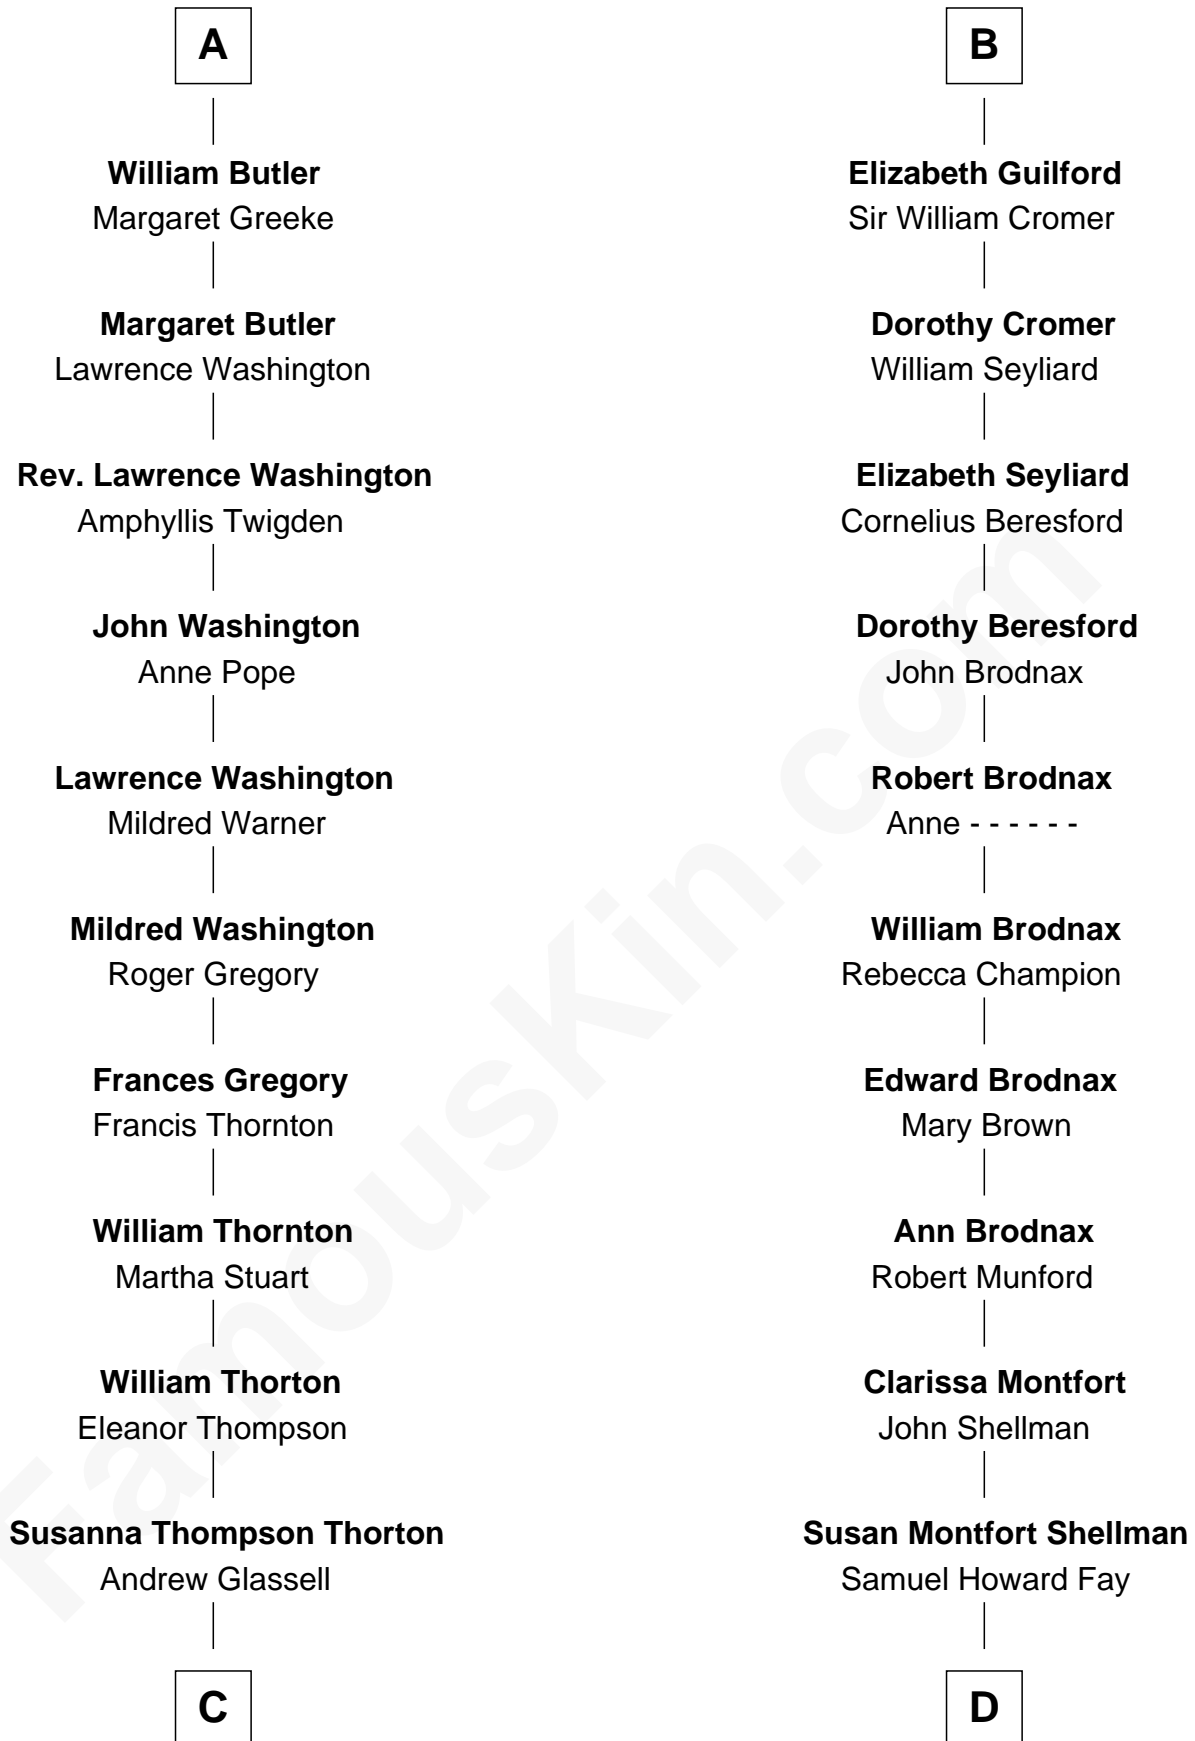 A
William Butler
Margaret Greeke
Margaret Butler
Lawrence Washington
Rev. Lawrence Washington
Amphyllis Twigden
John Washington
Anne Pope
Lawrence Washington
Mildred Warner
Mildred Washington
Roger Gregory
Frances Gregory
Francis Thornton
William Thornton
Martha Stuart
William Thorton
Eleanor Thompson
Susanna Thompson Thorton
Andrew Glassell
C
B
Elizabeth Guilford
Sir William Cromer
Dorothy Cromer
William Seyliard
Elizabeth Seyliard
Cornelius Beresford
Dorothy Beresford
John Brodnax
Robert Brodnax
Anne - - - - - -
William Brodnax
Rebecca Champion
Edward Brodnax
Mary Brown
Ann Brodnax
Robert Munford
Clarissa Montfort
John Shellman
Susan Montfort Shellman
Samuel Howard Fay
D
FamousKin.com